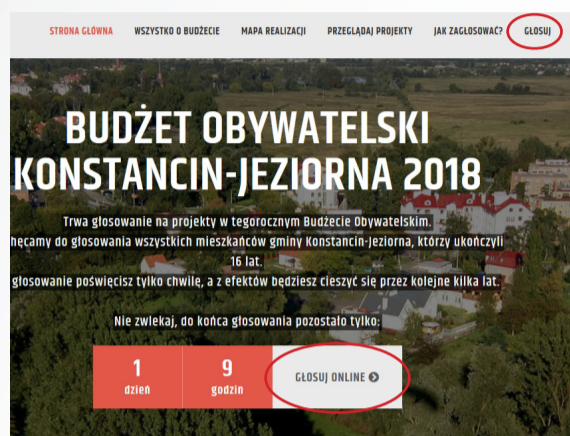 STRONA GŁÓWNA WSZYSTKO O BUDŻECIE MAPA REALIZACJI PRZEGLĄDAJ PROJEKTY JAK ZAGŁOSOWAĆ? GŁOSUJ
BUDŻET OBYWATELSKI
KONSTANCIN-JEZIORNA 2018
Trwa głosowanie na projekty w tegorocznym Budżecie Obywatelskim.
hęcamy do głosowania wszystkich mieszkańców gminy Konstancin-Jeziorna, którzy ukończyli
16 lat.
głosowanie poświęcisz tylko chwilę, a z efektów będziesz cieszyć się przez kolejne kilka lat.
Nie zwlekaj, do końca głosowania pozostało tylko:
1 9
dzień godzin
GŁOSUJ ONLINE